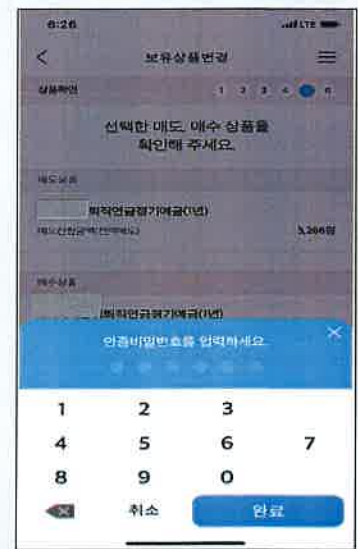 6:26
LTE
보유상품변경
상품확인 1 2 3 4 6
선택한 매도, 매수 상품을
확인해 주세요.
매도상품
퇴직연금정기예금(1년)
3,266원
매수상품
퇴직연금정기예금(1년)
인증비밀번호를 입력하세요.
1 2 3
4 5 6 7
8 9 0
취소 완료